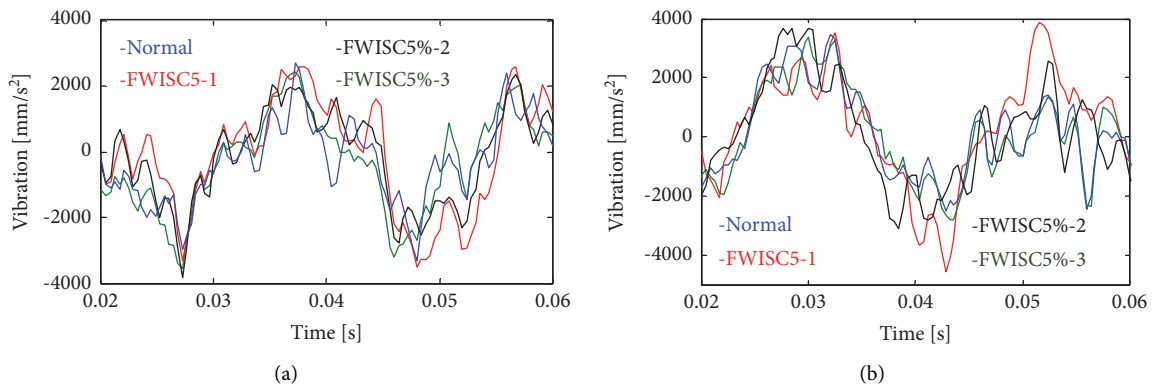 4000
2000
0
-2000
-4000
Vibration [mm/s²]
-Normal
-FWISC5%-2
-FWISC5-1
-FWISC5%-3
0.02 0.03 0.04 0.05 0.06
Time [s]
(a)
4000
2000
0
-2000
-4000
Vibration [mm/s²]
-Normal
-FWISC5%-2
-FWISC5-1
-FWISC5%-3
0.02 0.03 0.04 0.05 0.06
Time [s]
(b)